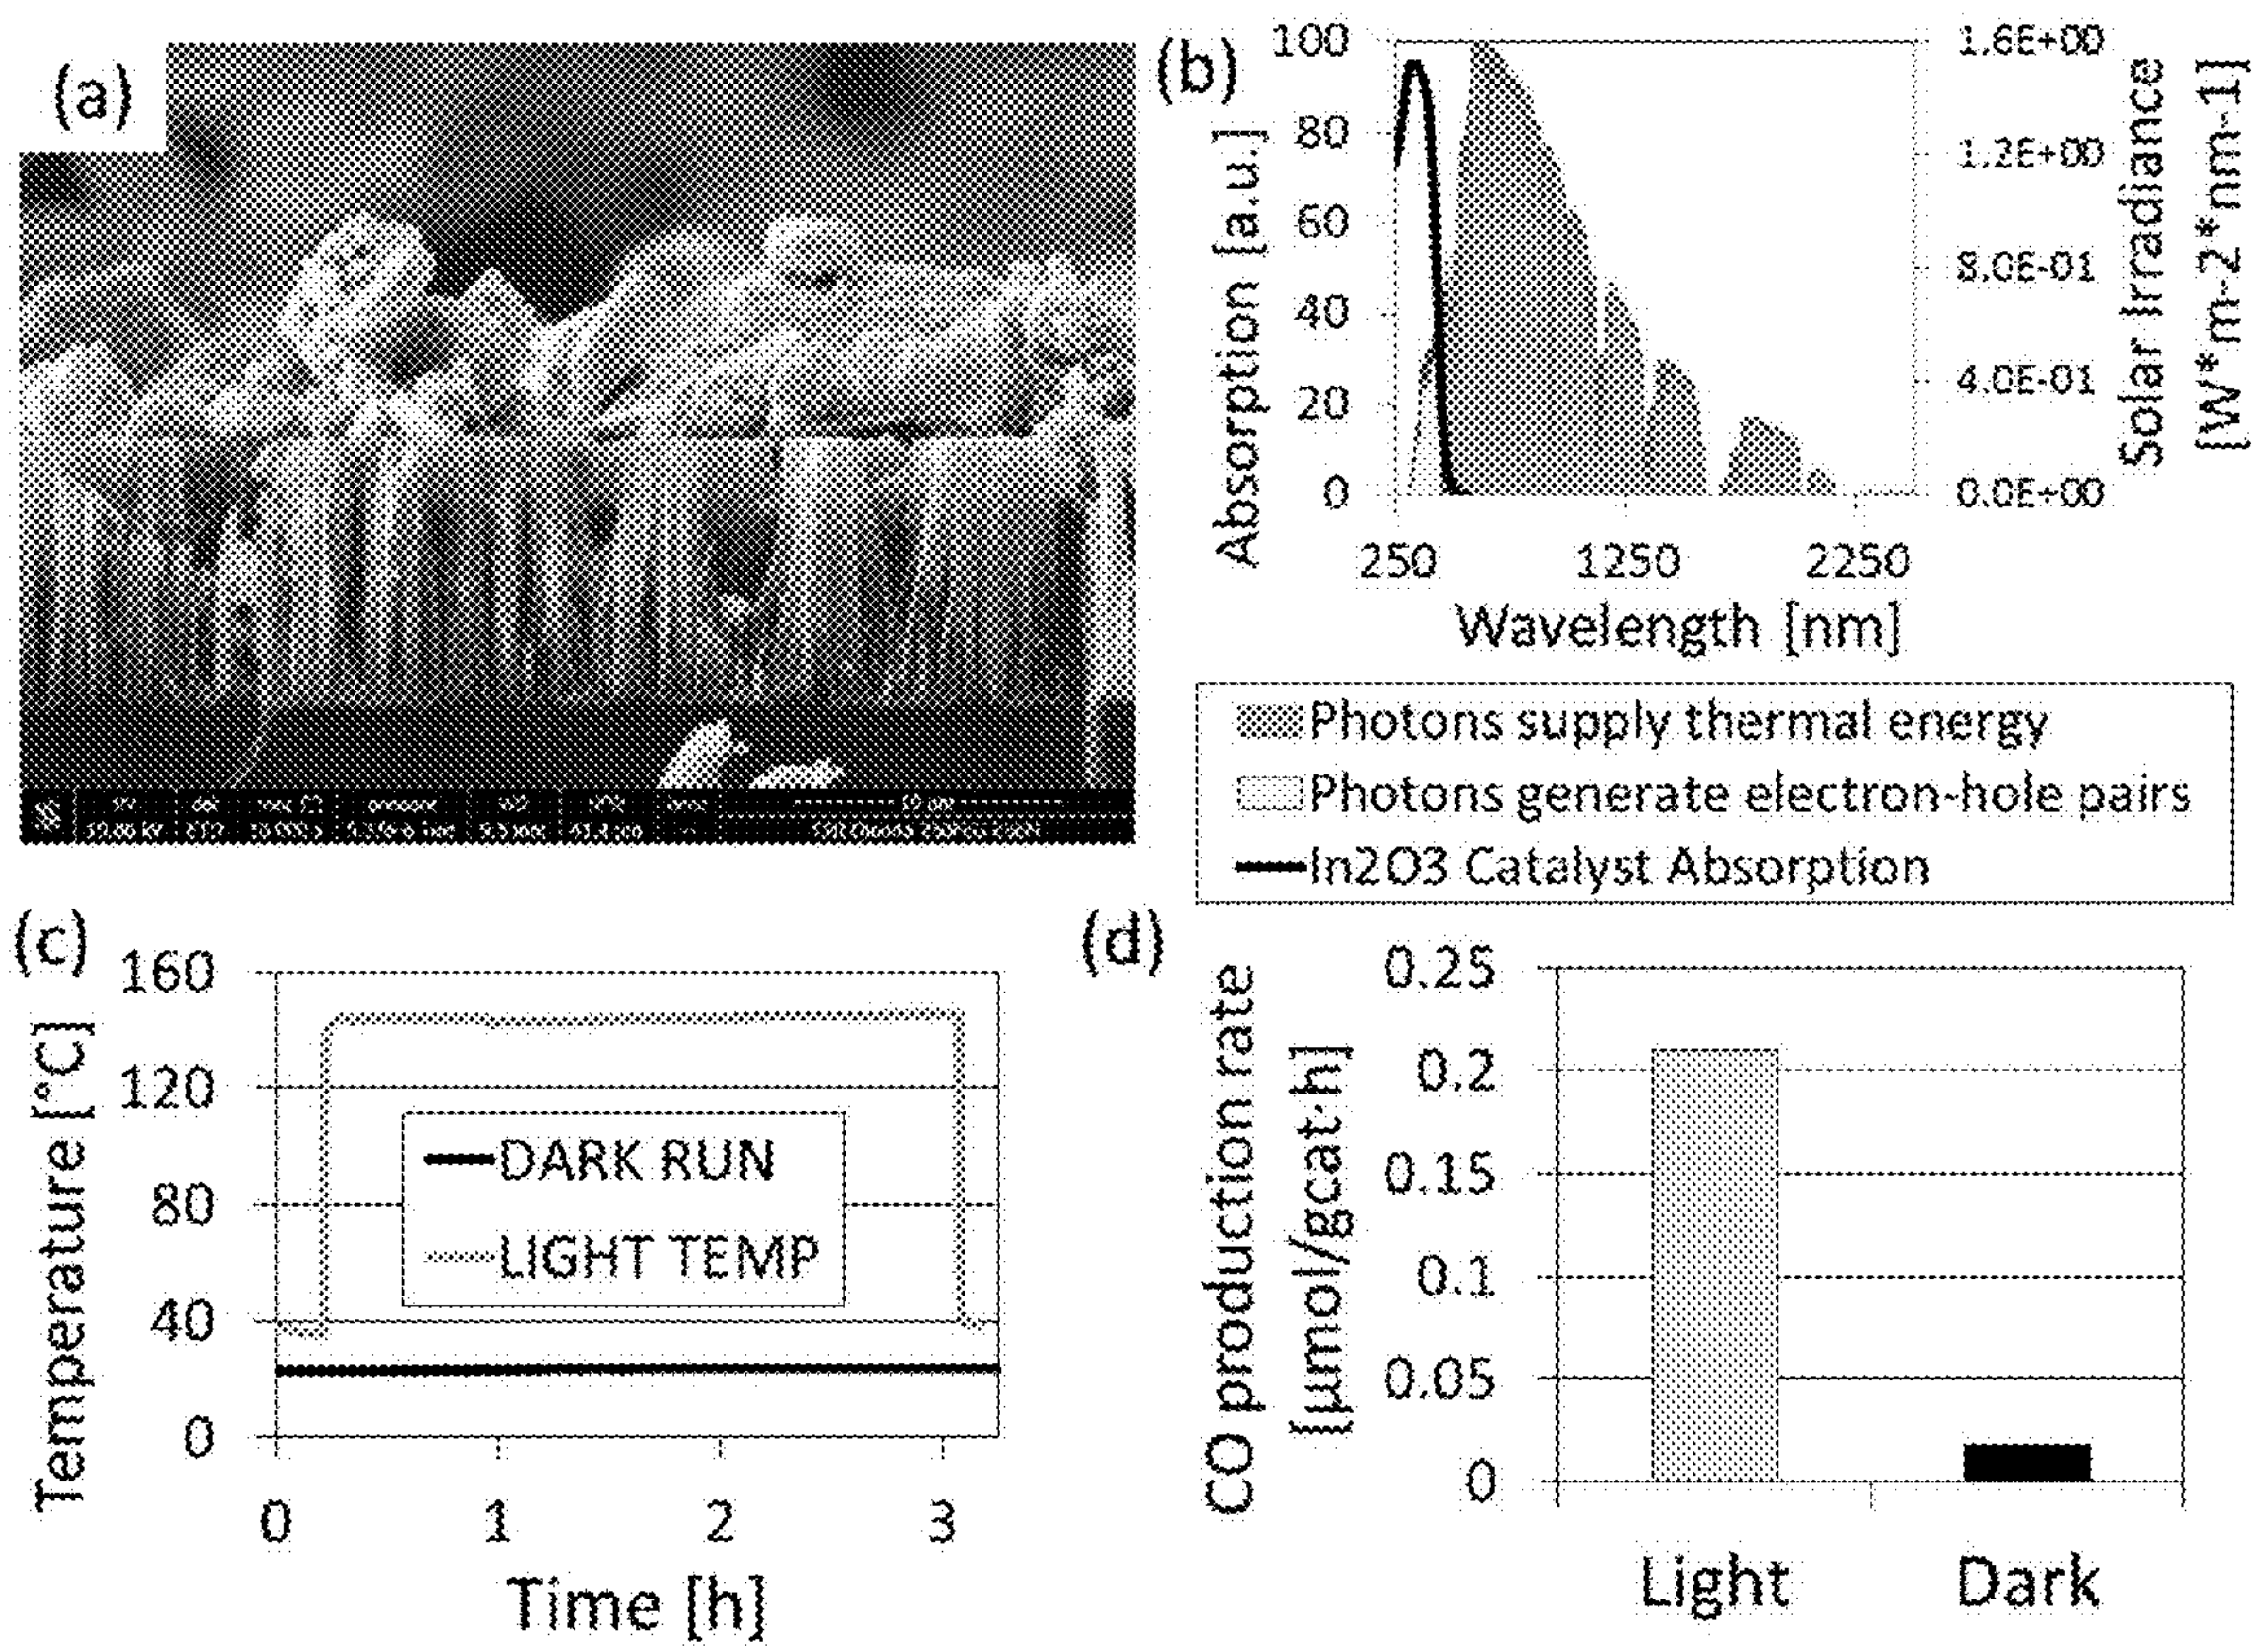 (a)
(b)
100
80
60
40
20
0
Absorption [a.u.]
1.6E+00
1.2E+00
8.0E-01
4.0E-01
0.0E+00
Solar Irradiance
[W*m-2*nm-1]
250 1250 2250
Wavelength [nm]
Photons supply thermal energy
Photons generate electron-hole pairs
In2O3 Catalyst Absorption
(c)
160
120
80
40
0
Temperature [°C]
DARK RUN
LIGHT TEMP
0 1 2 3
Time [h]
(d)
CO production rate
[µmol/gcat·h]
0.25
0.2
0.15
0.1
0.05
0
Light Dark